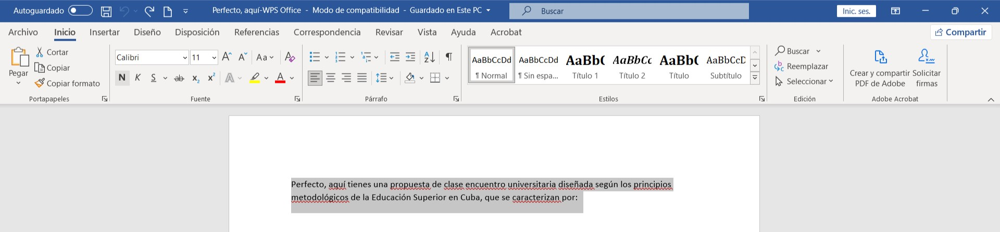 Autoguardado Perfecto, aquí-WPS Office - Modo de compatibilidad - Guardado en Este PC Buscar Inic. ses.
Archivo Inicio Insertar Diseño Disposición Referencias Correspondencia Revisar Vista Ayuda Acrobat Compartir
Pegar
Cortar
Copiar
Copiar formato
Portapapeles
Calibri 11 A A Aa A
N K S ab x₂ x² A A
Fuente
Párrafo
AaBbCcDd AaBbCcDd AaBb( AaBbCc AaBb( AaBbCcD
¶ Normal ¶ Sin espa... Título 1 Título 2 Título Subtítulo
Estilos
Buscar
Reemplazar
Seleccionar
Edición
Crear y compartir PDF de Adobe
Solicitar firmas
Adobe Acrobat
Perfecto, aquí tienes una propuesta de clase encuentro universitaria diseñada según los principios
metodológicos de la Educación Superior en Cuba, que se caracterizan por: